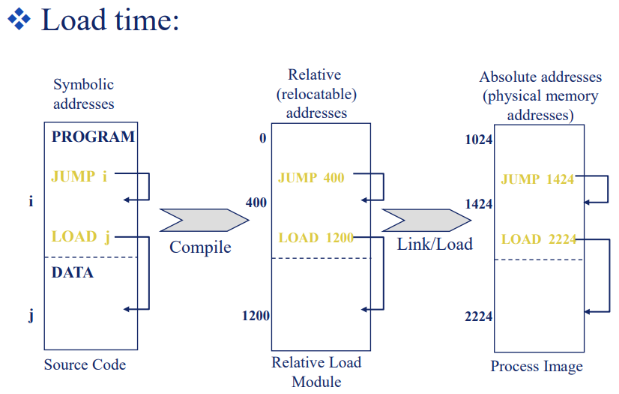 ❖ Load time:
Symbolic
addresses
PROGRAM
JUMP i
i
LOAD j
DATA
j
Source Code
Compile
Relative
(relocatable)
addresses
0
JUMP 400
400
LOAD 1200
1200
Relative Load
Module
Link/Load
Absolute addresses
(physical memory
addresses)
1024
JUMP 1424
1424
LOAD 2224
2224
Process Image